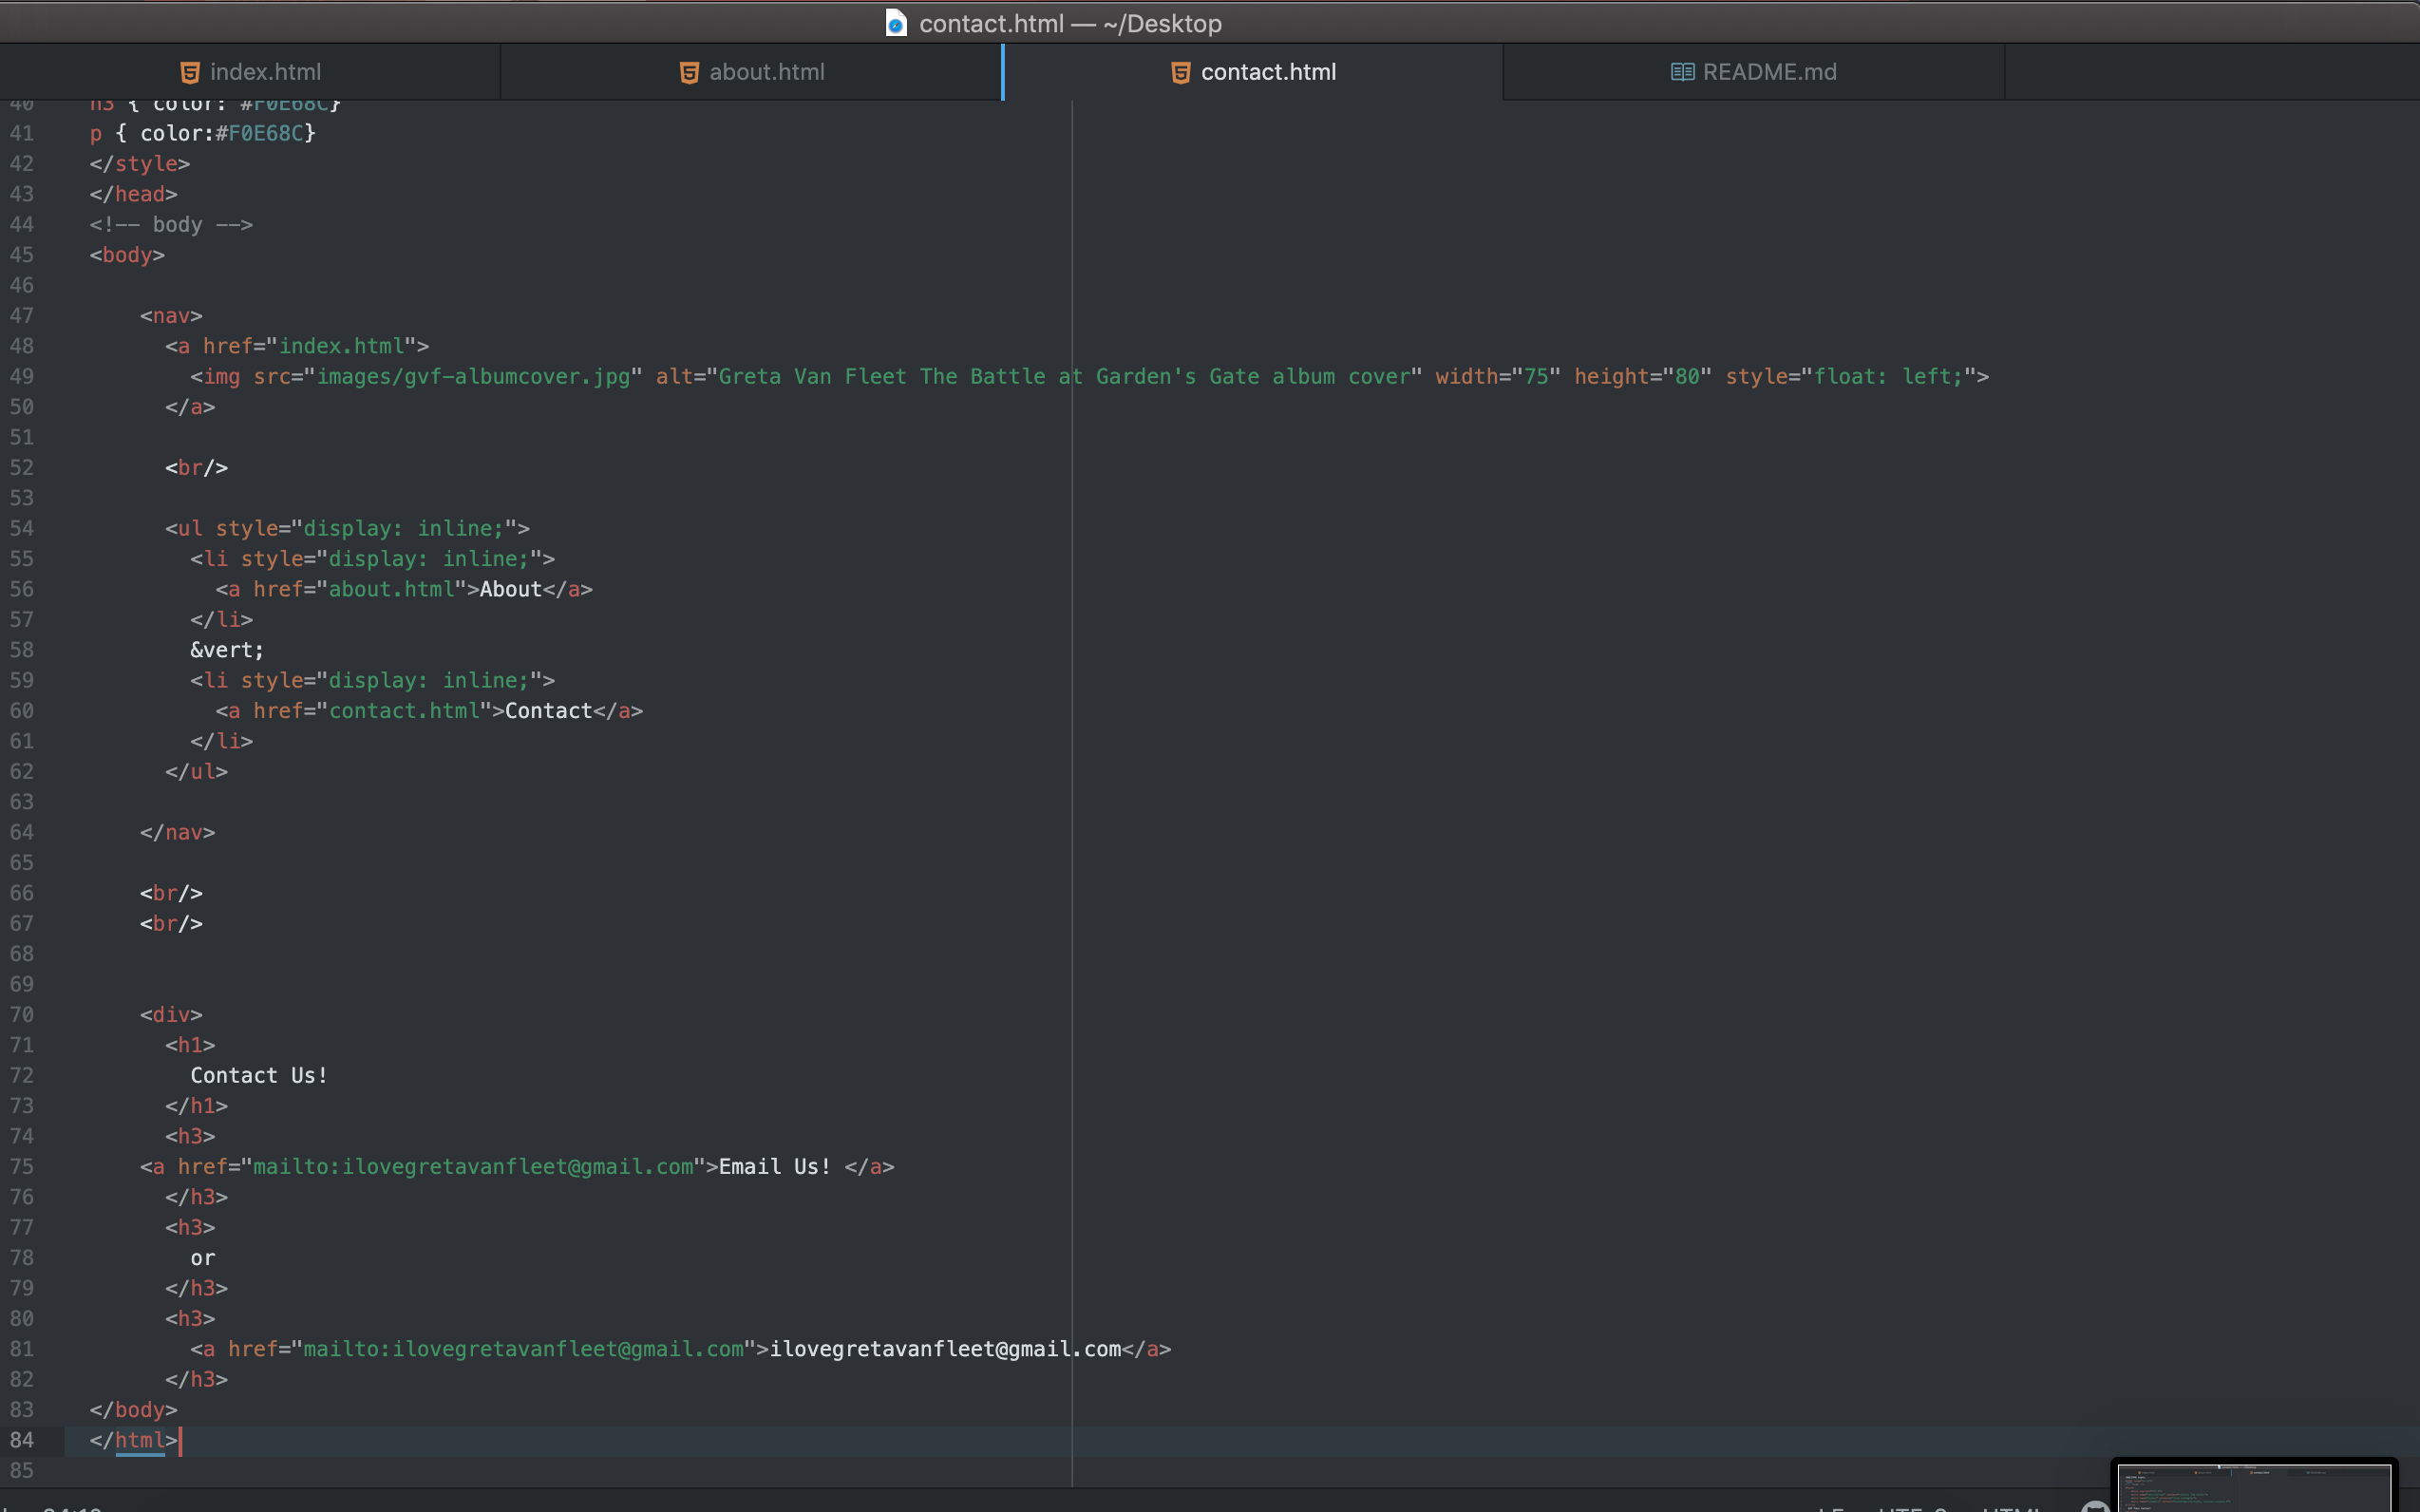 contact.html — ~/Desktop
index.html
about.html
contact.html
README.md
40 h3 { color: #F0E68C}
41 p { color:#F0E68C}
42 </style>
43 </head>
44 <!-- body -->
45 <body>
46
47 <nav>
48 <a href="index.html">
49 <img src="images/gvf-albumcover.jpg" alt="Greta Van Fleet The Battle at Garden's Gate album cover" width="75" height="80" style="float: left;">
50 </a>
51
52 <br/>
53
54 <ul style="display: inline;">
55 <li style="display: inline;">
56 <a href="about.html">About</a>
57 </li>
58 &vert;
59 <li style="display: inline;">
60 <a href="contact.html">Contact</a>
61 </li>
62 </ul>
63
64 </nav>
65
66 <br/>
67 <br/>
68
69
70 <div>
71 <h1>
72 Contact Us!
73 </h1>
74 <h3>
75 <a href="mailto:ilovegretavanfleet@gmail.com">Email Us! </a>
76 </h3>
77 <h3>
78 or
79 </h3>
80 <h3>
81 <a href="mailto:ilovegretavanfleet@gmail.com">ilovegretavanfleet@gmail.com</a>
82 </h3>
83 </body>
84 </html>
85